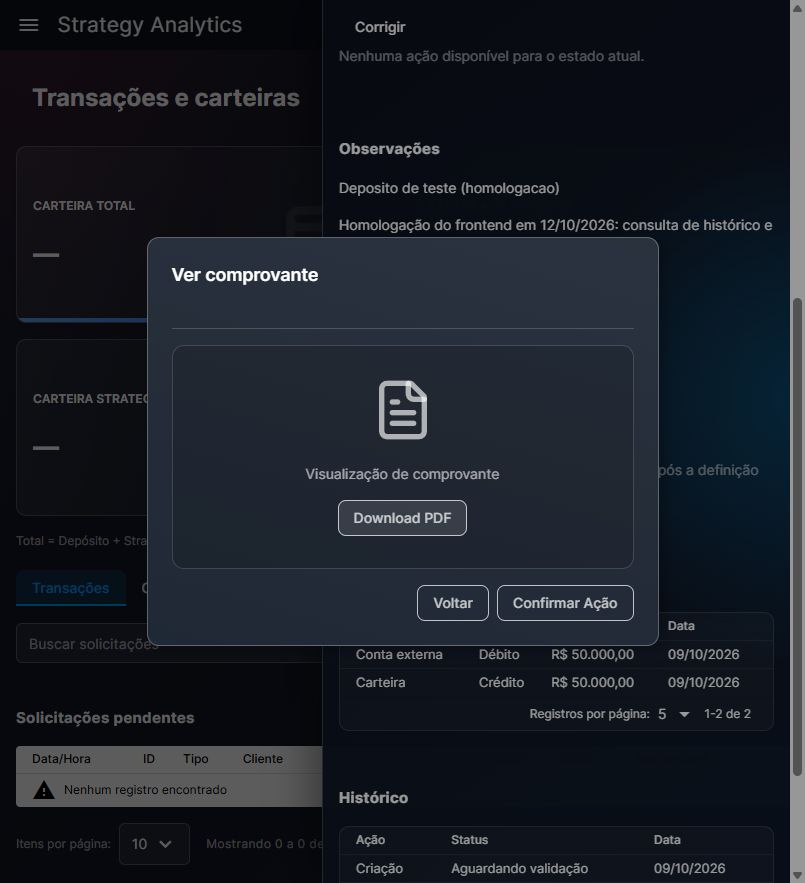 Strategy Analytics
Transações e carteiras
CARTEIRA TOTAL
—
CARTEIRA STRATEG
—
Total = Depósito + Stra
Transações
Buscar solicitações
Solicitações pendentes
Data/Hora ID Tipo Cliente
Nenhum registro encontrado
Itens por página: 10 Mostrando 0 a 0 de
Corrigir
Nenhuma ação disponível para o estado atual.
Observações
Deposito de teste (homologacao)
Homologação do frontend em 12/10/2026: consulta de histórico e
pós a definição
Ver comprovante
Visualização de comprovante
Download PDF
Voltar Confirmar Ação
Data
Conta externa Débito R$ 50.000,00 09/10/2026
Carteira Crédito R$ 50.000,00 09/10/2026
Registros por página: 5 1-2 de 2
Histórico
Ação Status Data
Criação Aguardando validação 09/10/2026